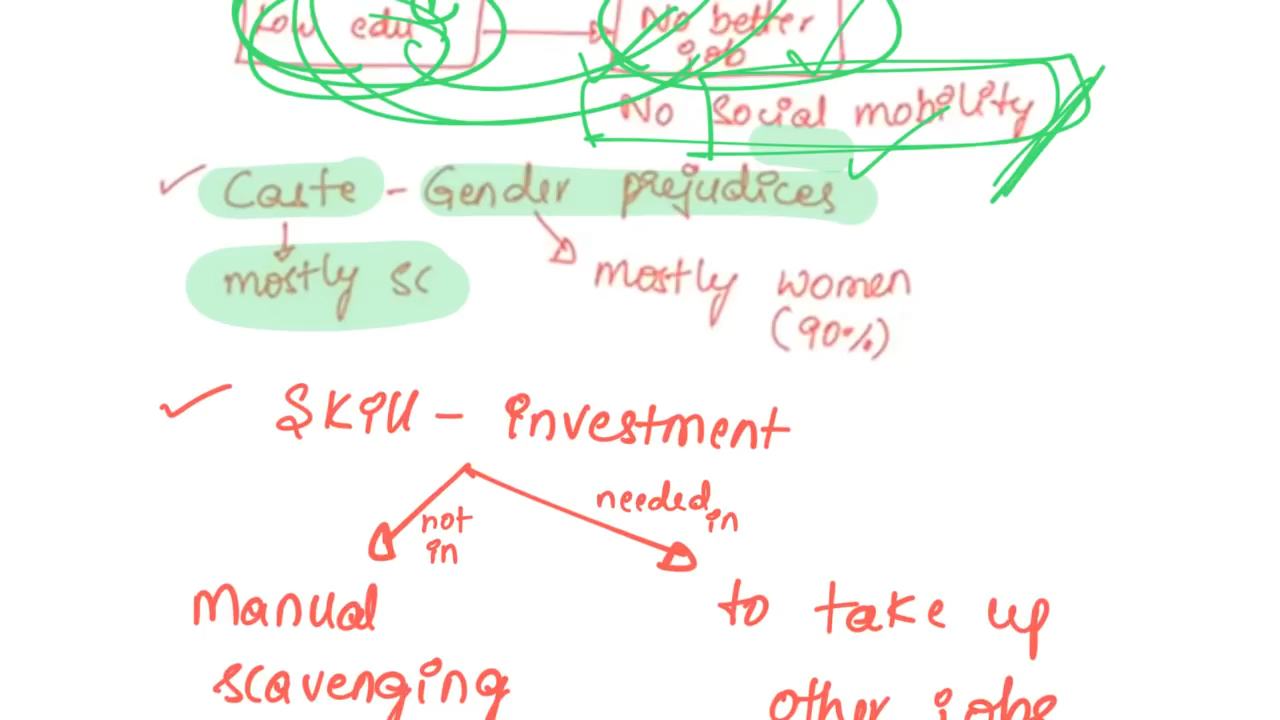 Low edu No better
job
No Social mobility
Caste - Gender prejudices
mostly SC mostly women
(90%)
Skill - investment
not in needed in
Manual to take up
scavenging other jobs